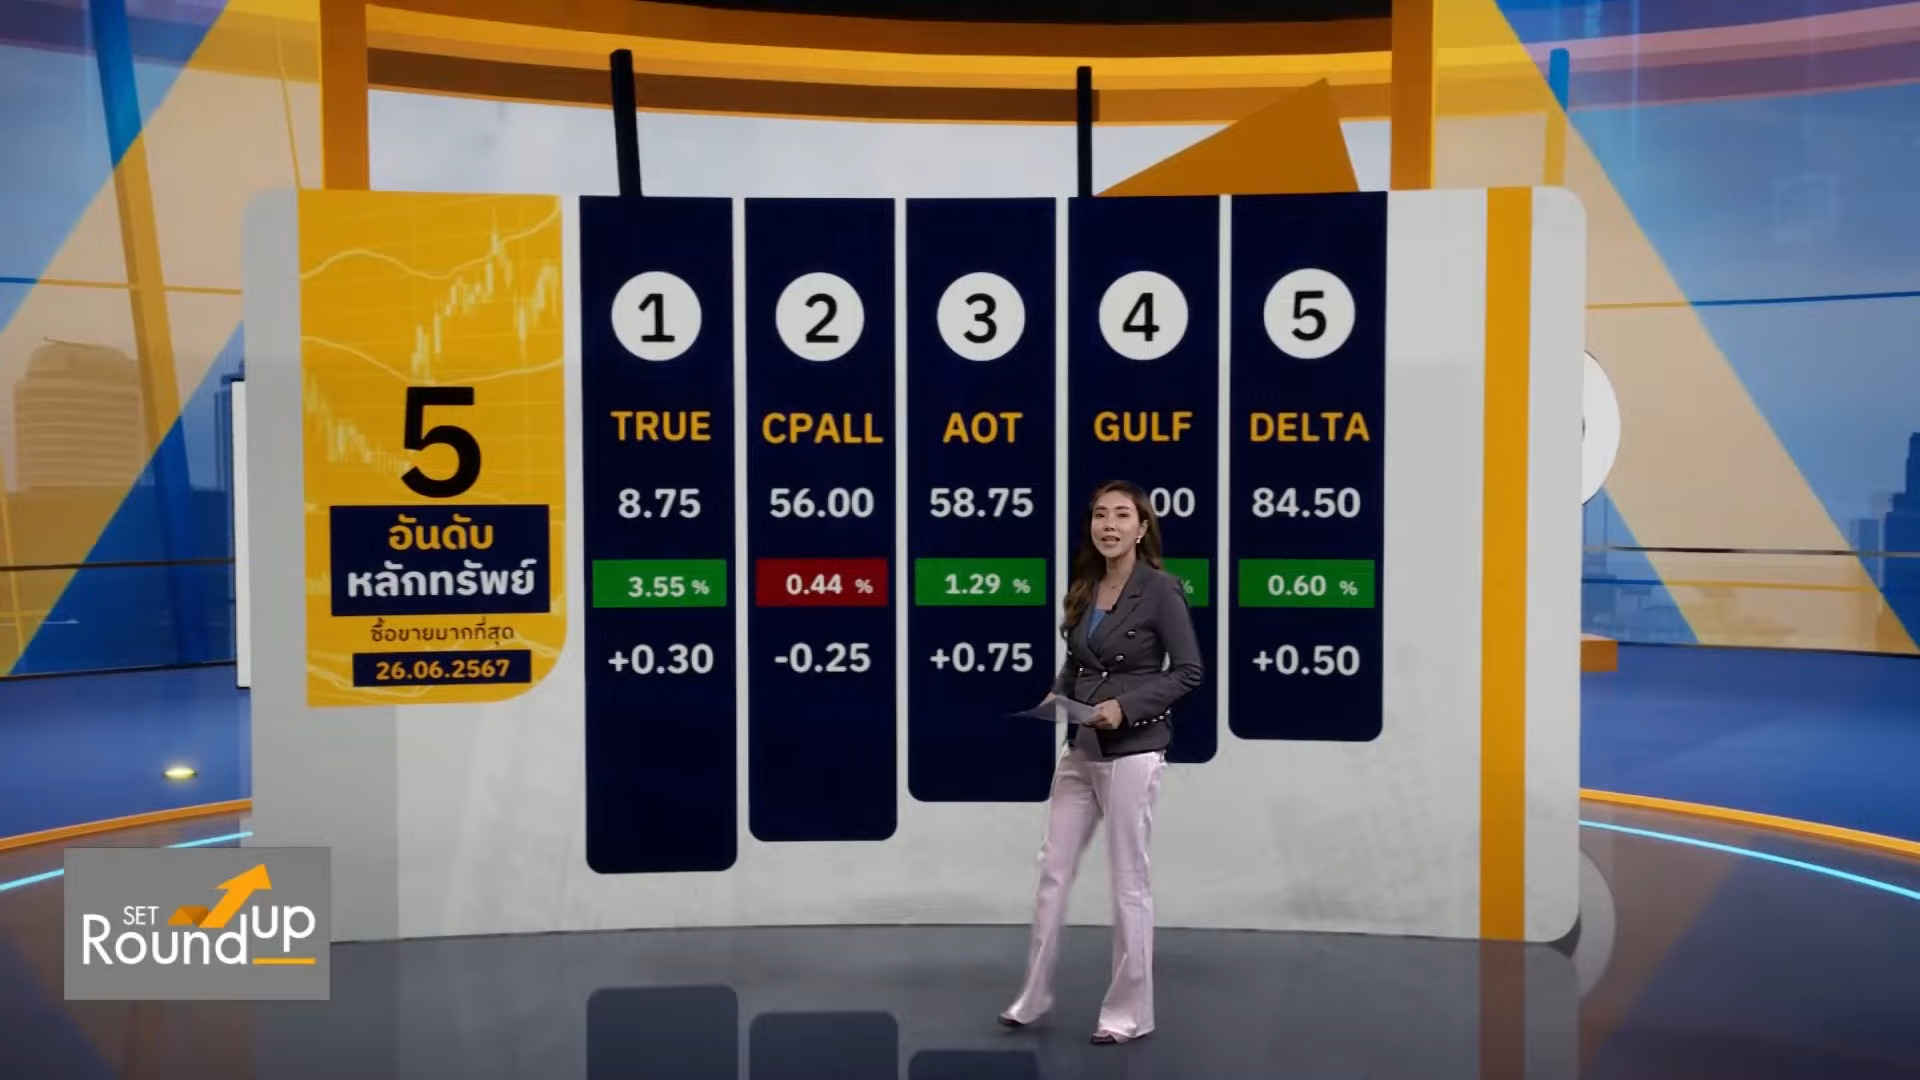 5
อันดับ
หลักทรัพย์
ซื้อขายมากที่สุด
26.06.2567
1
TRUE
8.75
3.55 %
+0.30
2
CPALL
56.00
0.44 %
-0.25
3
AOT
58.75
1.29 %
+0.75
4
GULF
.00
%
5
DELTA
84.50
0.60 %
+0.50
SET
Roundup